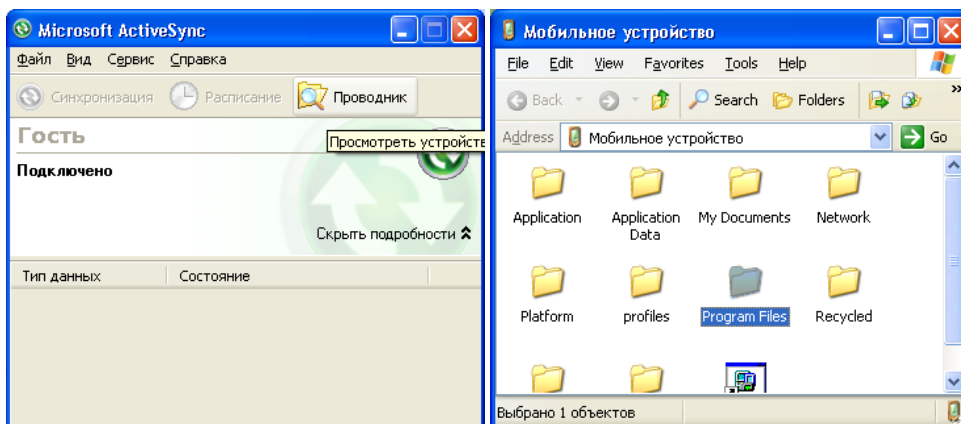 Microsoft ActiveSync
Файл Вид Сервис Справка
Синхронизация Расписание Проводник
Гость
Просмотреть устройств
Подключено
Скрыть подробности
Тип данных Состояние
Мобильное устройство
File Edit View Favorites Tools Help
Back Search Folders »
Address Мобильное устройство Go
Application Application Data My Documents Network
Platform profiles Program Files Recycled
Выбрано 1 объектов